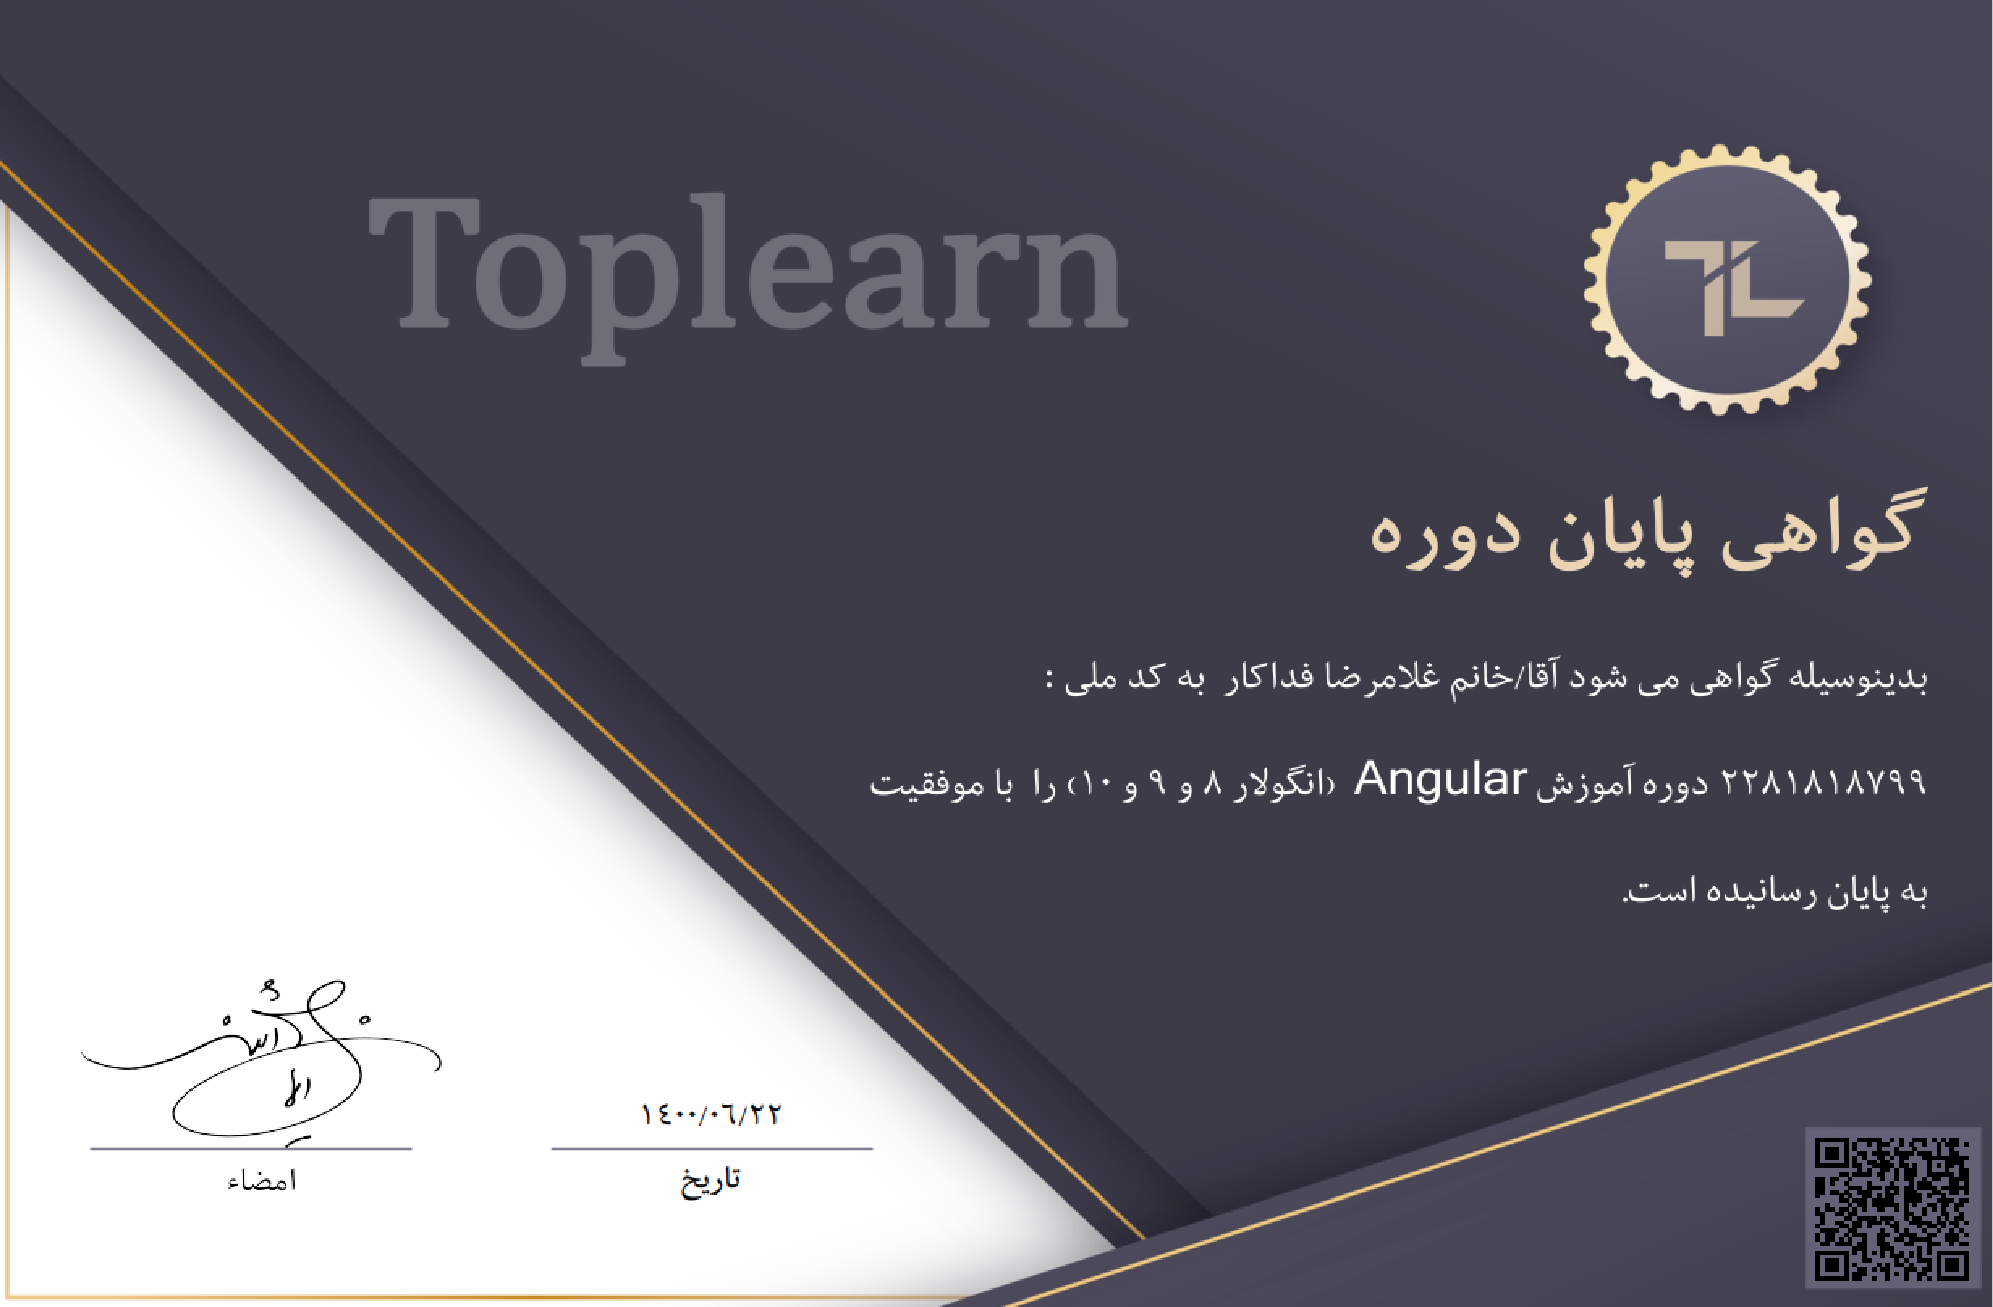 Toplearn
TL
گواهی پایان دوره
بدینوسیله گواهی می شود آقا/خانم غلامرضا فداکار به کد ملی :
۲۲۸۱۸۱۸۷۹۹ دوره آموزش Angular (انگولار ۸ و ۹ و ۱۰) را با موفقیت
به پایان رسانیده است.
۱۴۰۰/۰۶/۲۲
تاریخ
امضاء